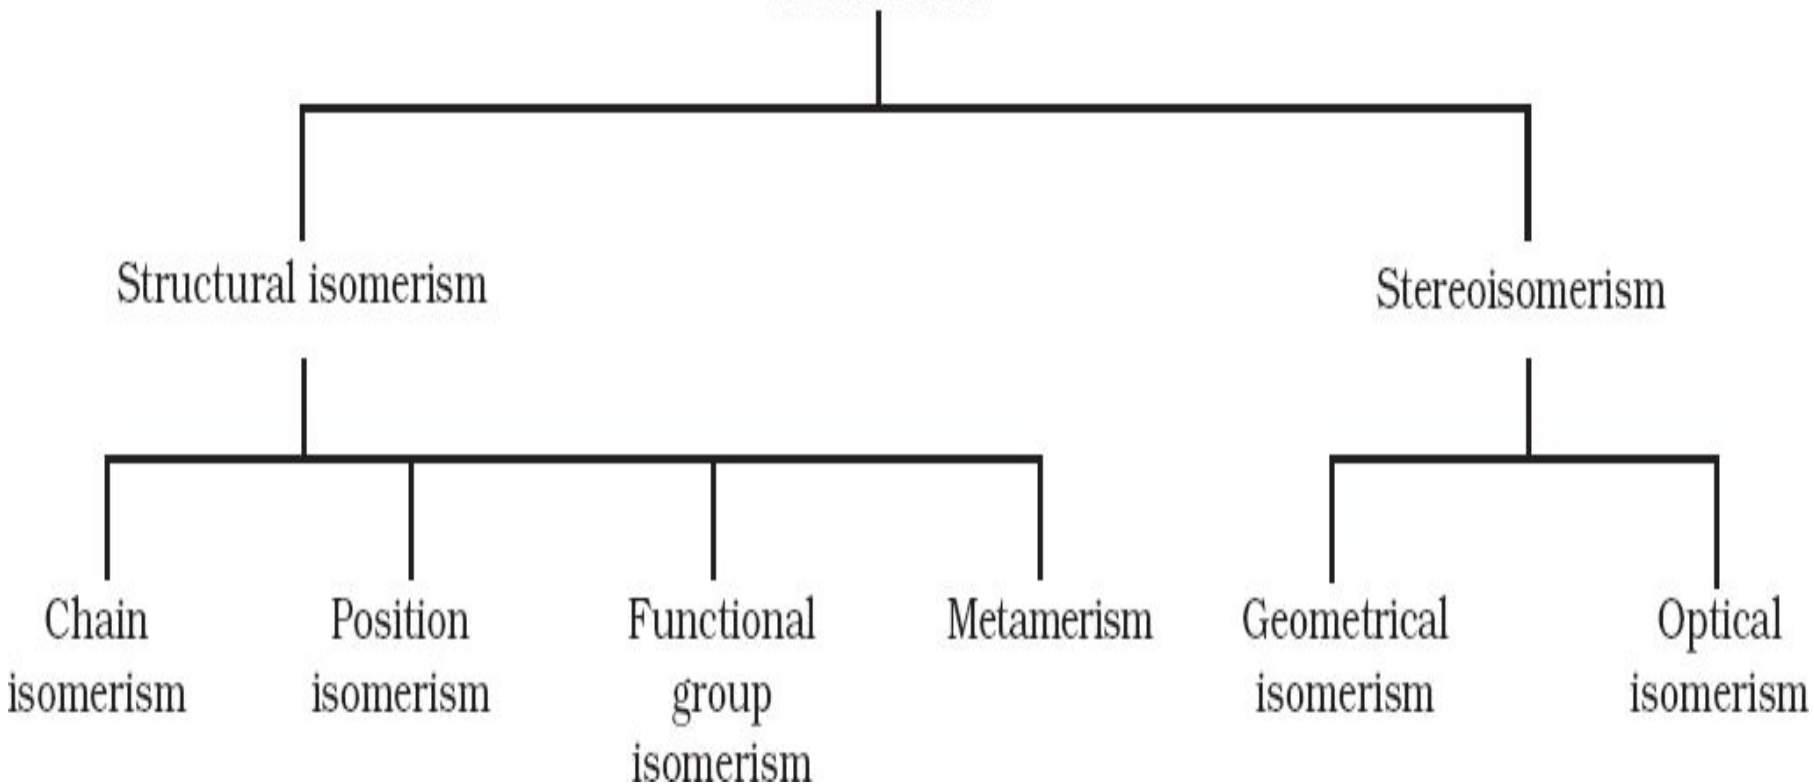 Structural isomerism
Stereoisomerism
Chain
isomerism
Position
isomerism
Functional
group
isomerism
Metamerism
Geometrical
isomerism
Optical
isomerism